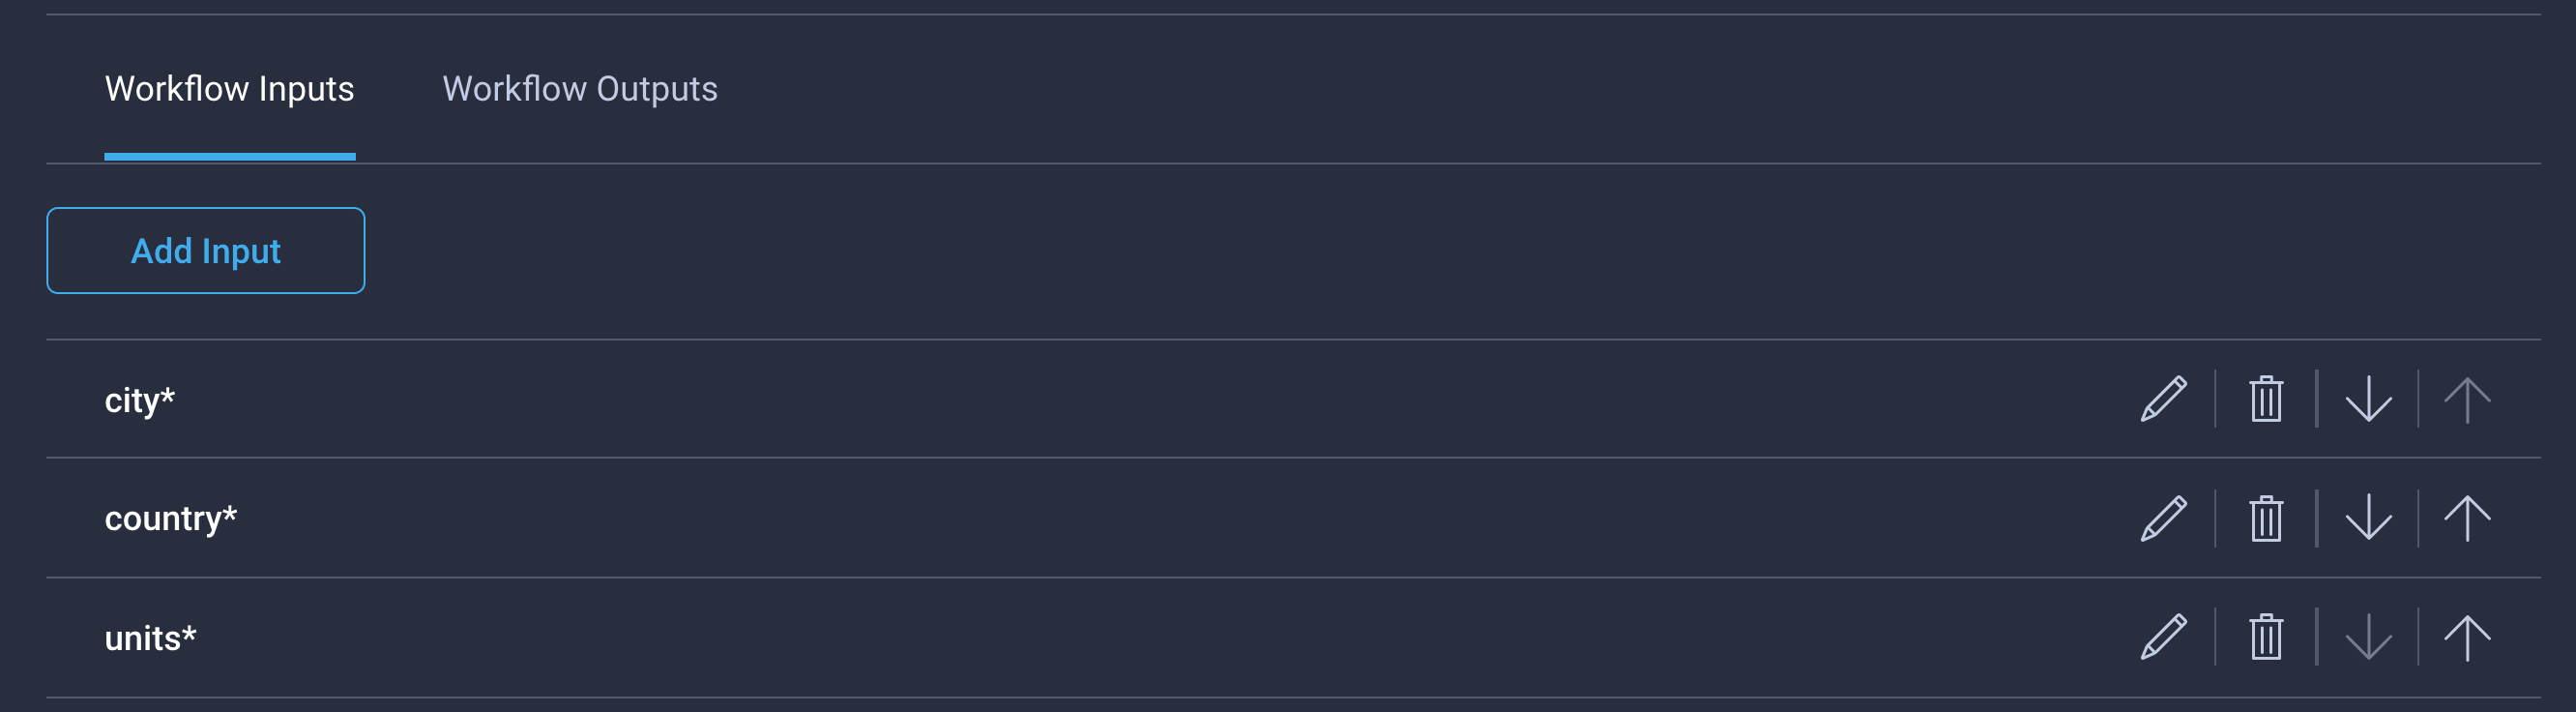 Workflow Inputs Workflow Outputs
Add Input
city*
country*
units*